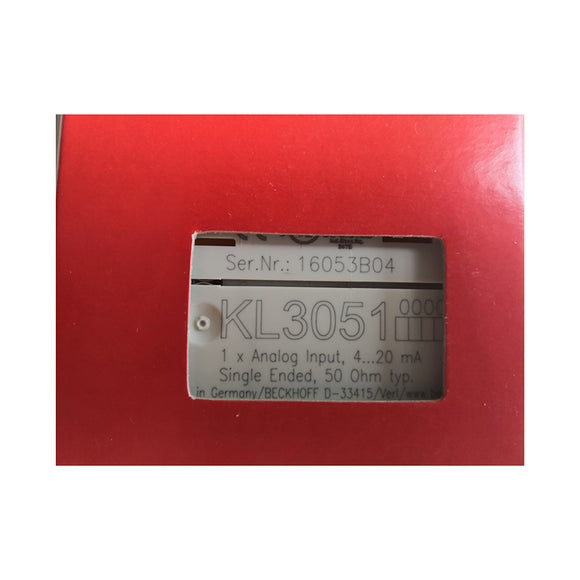 Ser.Nr.: 16053B04
KL3051
0000
1 x Analog Input, 4...20 mA
Single Ended, 50 Ohm typ.
in Germany/BECKHOFF D-33415/Verl/www.b